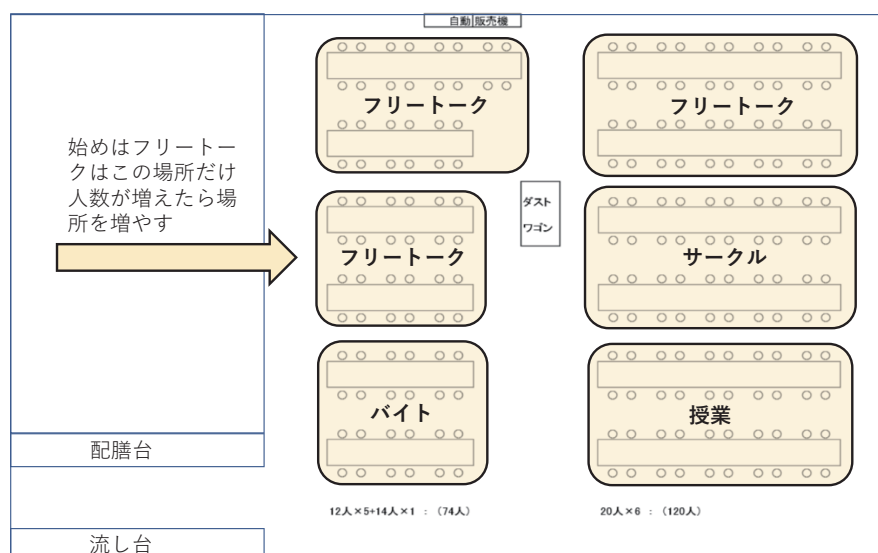 自動販売機
フリートーク
フリートーク
始めはフリートー
クはこの場所だけ
人数が増えたら場
所を増やす
ダスト
ワゴン
フリートーク
サークル
バイト
授業
配膳台
12人×5+14人×1 : (74人)
20人×6 : (120人)
流し台